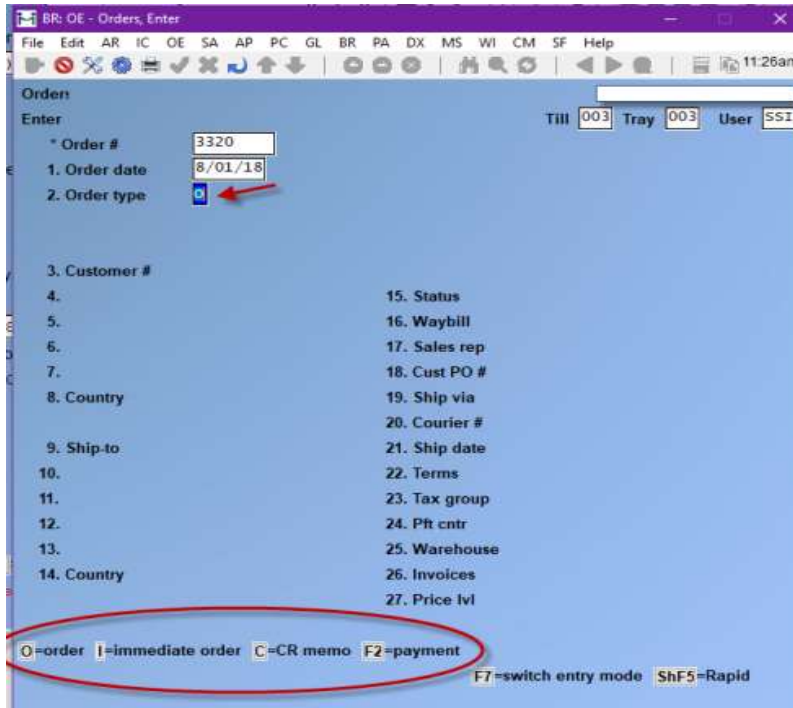 BR: OE - Orders, Enter
File Edit AR IC OE SA AP PC GL BR PA DX MS WI CM SF Help
11:26am
Orders
Enter Till 003 Tray 003 User SSI
* Order # 3320
1. Order date 8/01/18
2. Order type O
3. Customer #
4. 15. Status
5. 16. Waybill
6. 17. Sales rep
7. 18. Cust PO #
8. Country 19. Ship via
20. Courier #
9. Ship-to 21. Ship date
10. 22. Terms
11. 23. Tax group
12. 24. Pft cntr
13. 25. Warehouse
14. Country 26. Invoices
27. Price lvl
O=order I=immediate order C=CR memo F2=payment
F7=switch entry mode ShF5=Rapid